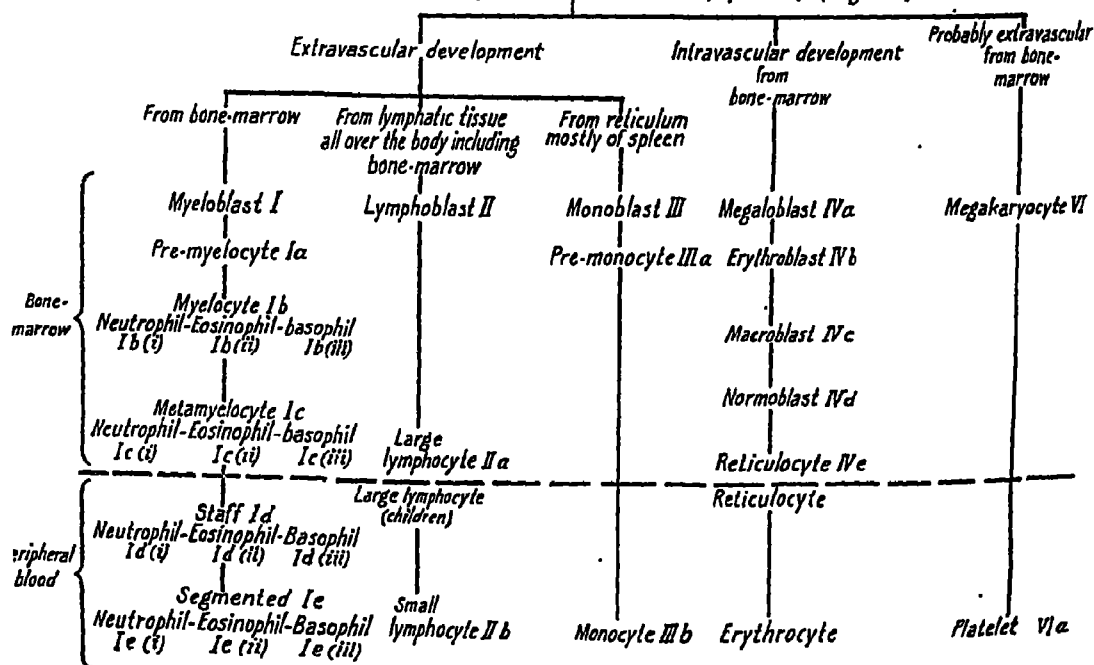 Extravascular development
Intravascular development
from
bone-marrow
Probably extravascular
from bone-
marrow
From bone-marrow
From lymphatic tissue
all over the body including
bone-marrow
From reticulum
mostly of spleen
Myeloblast I
Lymphoblast II
Monoblast III
Megaloblast IVa
Megakaryocyte VI
Pre-myelocyte Ia
Pre-monocyte IIIa
Erythroblast IVb
Bone-
marrow
Myelocyte Ib
Neutrophil-Eosinophil-basophil
Ib(i) Ib(ii) Ib(iii)
Macroblast IVc
Normoblast IVd
Metamyelocyte Ic
Neutrophil-Eosinophil-basophil
Ic(i) Ic(ii) Ic(iii)
Large
lymphocyte IIa
Reticulocyte IVe
Large lymphocyte
(children)
Reticulocyte
eripheral
blood
Staff Id
Neutrophil-Eosinophil-Basophil
Id(i) Id(ii) Id(iii)
Segmented Ie
Neutrophil-Eosinophil-Basophil
Ie(i) Ie(ii) Ie(iii)
Small
lymphocyte IIb
Monocyte IIIb
Erythrocyte
Platelet VIa